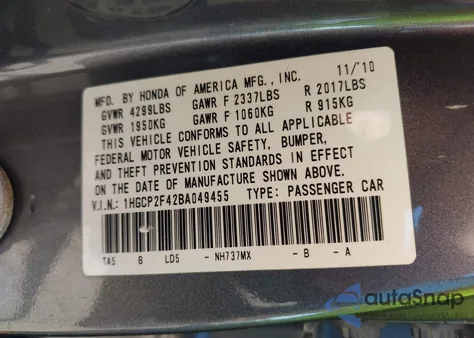 MFD. BY HONDA OF AMERICA MFG., INC. 11/'10
GVWR 4299LBS GAWR F 2337LBS R 2017LBS
GVWR 1950KG GAWR F 1060KG R 915KG
THIS VEHICLE CONFORMS TO ALL APPLICABLE
FEDERAL MOTOR VEHICLE SAFETY, BUMPER,
AND THEFT PREVENTION STANDARDS IN EFFECT
ON THE DATE OF MANUFACTURE SHOWN ABOVE.
V.I.N.: 1HGCP2F42BA049455 TYPE: PASSENGER CAR
TA5 B LD5 - NH737MX - B - A
autoSnap